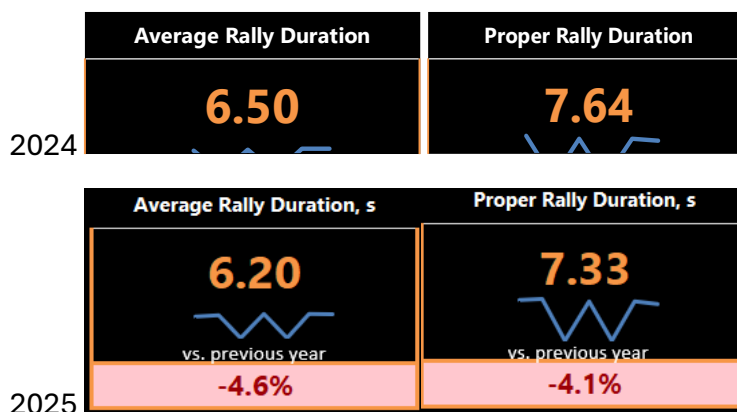 Average Rally Duration
Proper Rally Duration
6.50
7.64
2024
Average Rally Duration, s
Proper Rally Duration, s
6.20
7.33
vs. previous year
vs. previous year
-4.6%
-4.1%
2025